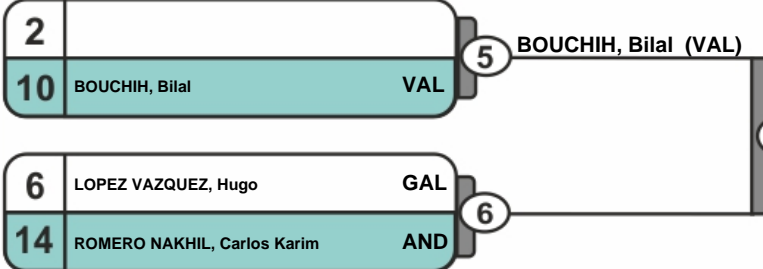 2
5 BOUCHIH, Bilal (VAL)
10 BOUCHIH, Bilal VAL
6 LOPEZ VAZQUEZ, Hugo GAL
6
14 ROMERO NAKHIL, Carlos Karim AND